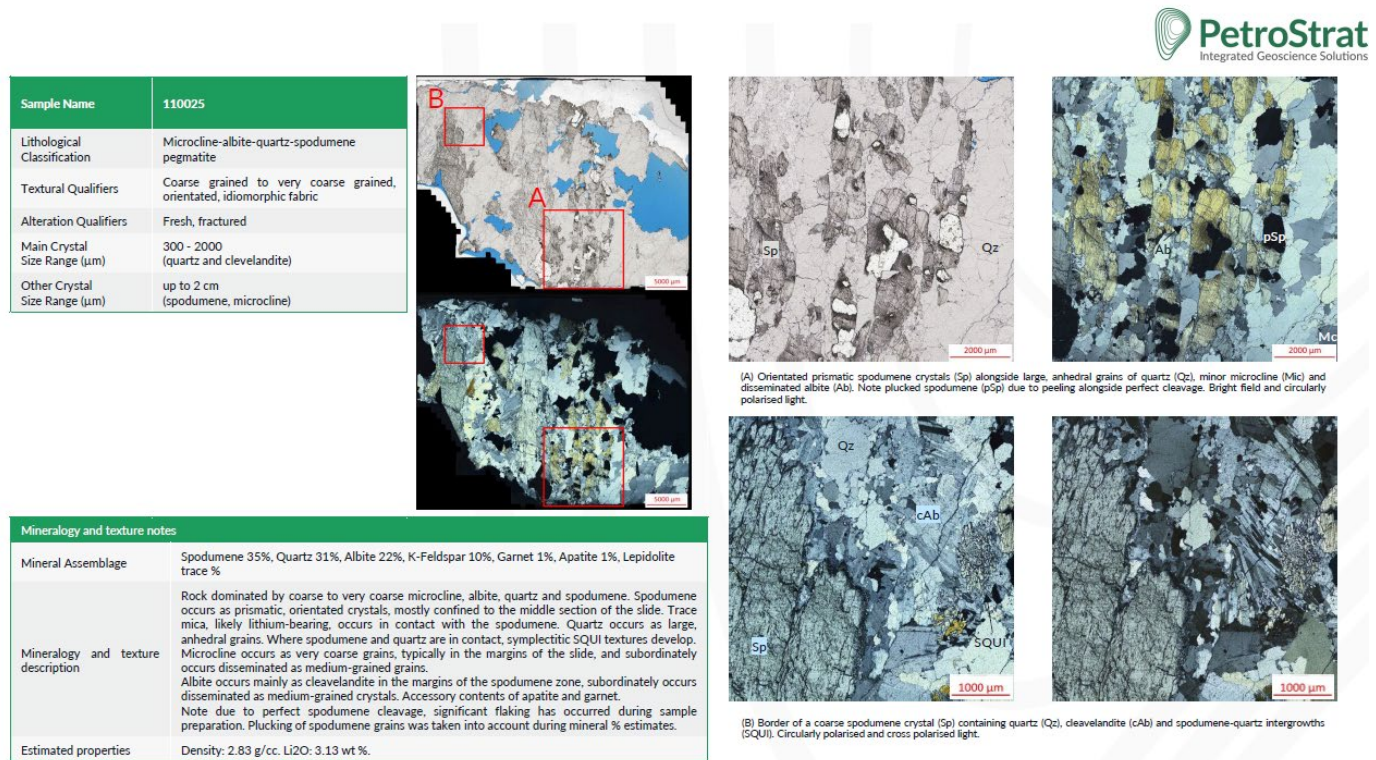 PetroStrat
Integrated Geoscience Solutions
Sample Name 110025
Lithological Classification Microcline-albite-quartz-spodumene pegmatite
Textural Qualifiers Coarse grained to very coarse grained, orientated, idiomorphic fabric
Alteration Qualifiers Fresh, fractured
Main Crystal Size Range (µm) 300 - 2000 (quartz and clevelandite)
Other Crystal Size Range (µm) up to 2 cm (spodumene, microcline)
B
A
5000 µm
5000 µm
Sp
Qz
2000 µm
Ab
pSp
Mc
2000 µm
(A) Orientated prismatic spodumene crystals (Sp) alongside large, anhedral grains of quartz (Qz), minor microcline (Mic) and
disseminated albite (Ab). Note plucked spodumene (pSp) due to peeling alongside perfect cleavage. Bright field and circularly
polarised light.
Qz
cAb
Sp
SQUI
1000 µm
1000 µm
(B) Border of a coarse spodumene crystal (Sp) containing quartz (Qz), cleavelandite (cAb) and spodumene-quartz intergrowths
(SQUI). Circularly polarised and cross polarised light.
Mineralogy and texture notes
Mineral Assemblage Spodumene 35%, Quartz 31%, Albite 22%, K-Feldspar 10%, Garnet 1%, Apatite 1%, Lepidolite
trace %
Mineralogy and texture description
Rock dominated by coarse to very coarse microcline, albite, quartz and spodumene. Spodumene
occurs as prismatic, orientated crystals, mostly confined to the middle section of the slide. Trace
mica, likely lithium-bearing, occurs in contact with the spodumene. Quartz occurs as large,
anhedral grains. Where spodumene and quartz are in contact, symplectitic SQUI textures develop.
Microcline occurs as very coarse grains, typically in the margins of the slide, and subordinately
occurs disseminated as medium-grained grains.
Albite occurs mainly as cleavelandite in the margins of the spodumene zone, subordinately occurs
disseminated as medium-grained crystals. Accessory contents of apatite and garnet.
Note due to perfect spodumene cleavage, significant flaking has occurred during sample
preparation. Plucking of spodumene grains was taken into account during mineral % estimates.
Estimated properties Density: 2.83 g/cc. Li2O: 3.13 wt %.